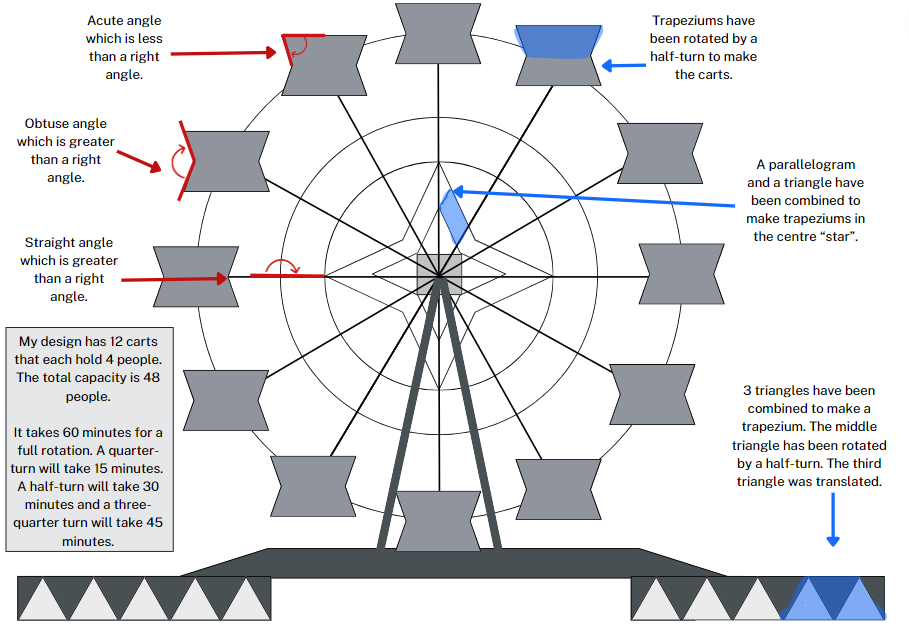 Acute angle
which is less
than a right
angle.
Trapeziums have
been rotated by a
half-turn to make
the carts.
Obtuse angle
which is greater
than a right
angle.
A parallelogram
and a triangle have
been combined to
make trapeziums in
the centre “star”.
Straight angle
which is greater
than a right
angle.
My design has 12 carts
that each hold 4 people.
The total capacity is 48
people.
It takes 60 minutes for a
full rotation. A quarter-
turn will take 15 minutes.
A half-turn will take 30
minutes and a three-
quarter turn will take 45
minutes.
3 triangles have been
combined to make a
trapezium. The middle
triangle has been rotated
by a half-turn. The third
triangle was translated.